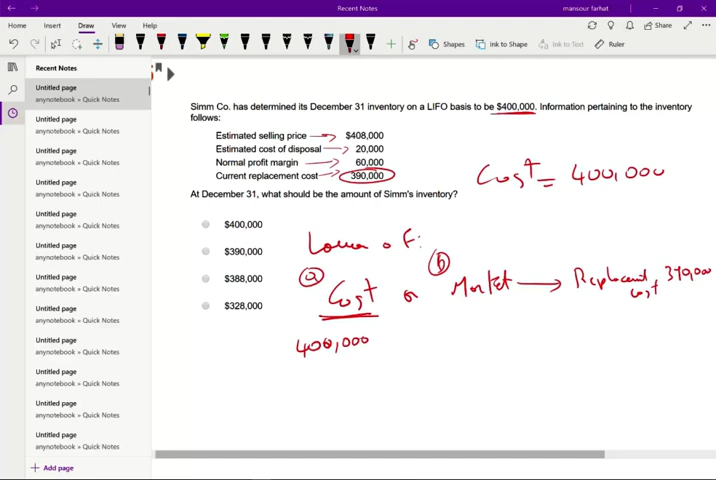 Recent Notes
mansour farhat
Home Insert Draw View Help
Share
Shapes Ink to Shape Ink to Text Ruler
Recent Notes
Untitled page
anynotebook » Quick Notes
Untitled page
anynotebook » Quick Notes
Untitled page
anynotebook » Quick Notes
Untitled page
anynotebook » Quick Notes
Untitled page
anynotebook » Quick Notes
Untitled page
anynotebook » Quick Notes
Untitled page
anynotebook » Quick Notes
Untitled page
anynotebook » Quick Notes
Untitled page
anynotebook » Quick Notes
Untitled page
anynotebook » Quick Notes
Untitled page
anynotebook » Quick Notes
Untitled page
anynotebook » Quick Notes
+ Add page
Simm Co. has determined its December 31 inventory on a LIFO basis to be $400,000. Information pertaining to the inventory
follows:
Estimated selling price $408,000
Estimated cost of disposal 20,000
Normal profit margin 60,000
Current replacement cost 390,000
Cost = 400,000
At December 31, what should be the amount of Simm's inventory?
$400,000
$390,000
$388,000
$328,000
Lower of:
a b
Cost or Market → Replacement 390,000
cost
400,000